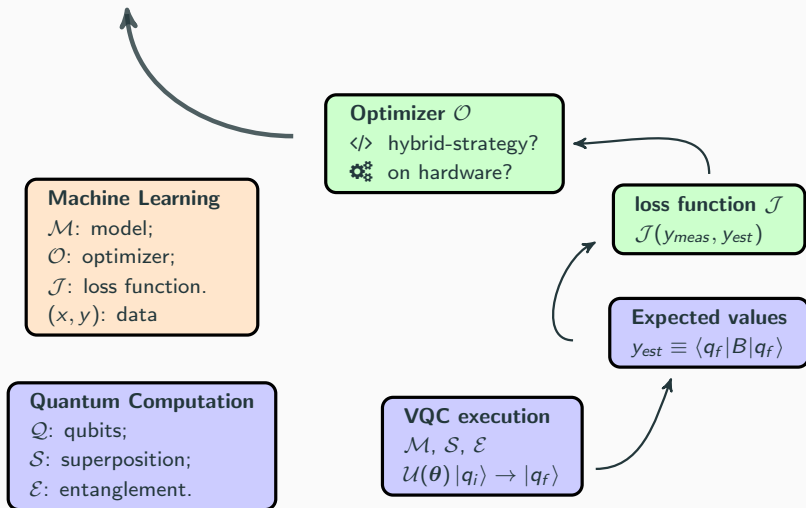 Optimizer 𝒪
</> hybrid-strategy?
on hardware?
Machine Learning
ℳ: model;
𝒪: optimizer;
𝒥: loss function.
(x, y): data
loss function 𝒥
𝒥(y_meas, y_est)
Expected values
y_est ≡ ⟨q_f|B|q_f⟩
Quantum Computation
𝒬: qubits;
𝒮: superposition;
ℰ: entanglement.
VQC execution
ℳ, 𝒮, ℰ
𝒰(θ) |q_i⟩ → |q_f⟩